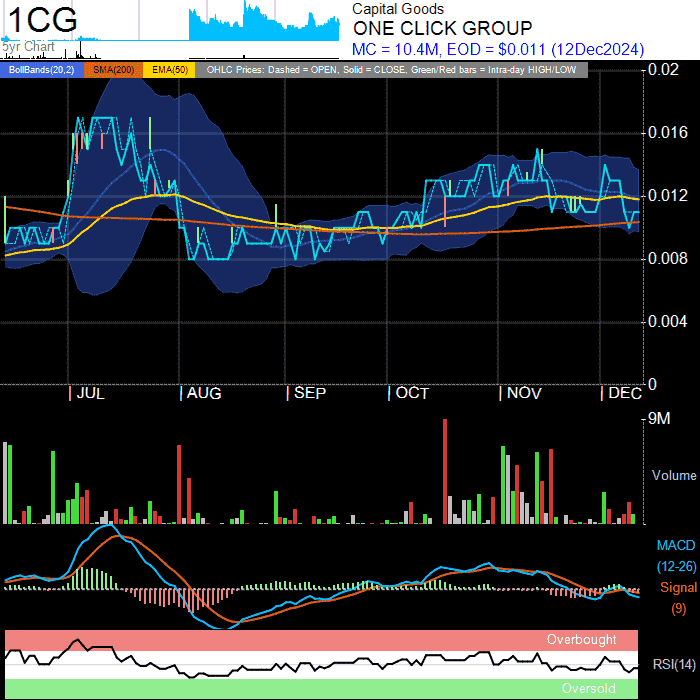 1CG
5yr Chart
Capital Goods
ONE CLICK GROUP
MC = 10.4M, EOD = $0.011 (12Dec2024)
BollBands(20,2) SMA(200) EMA(50) OHLC Prices: Dashed = OPEN, Solid = CLOSE, Green/Red bars = Intra-day HIGH/LOW
0.02
0.016
0.012
0.008
0.004
0
JUL AUG SEP OCT NOV DEC
9M
Volume
MACD
(12-26)
Signal
(9)
Overbought
RSI(14)
Oversold